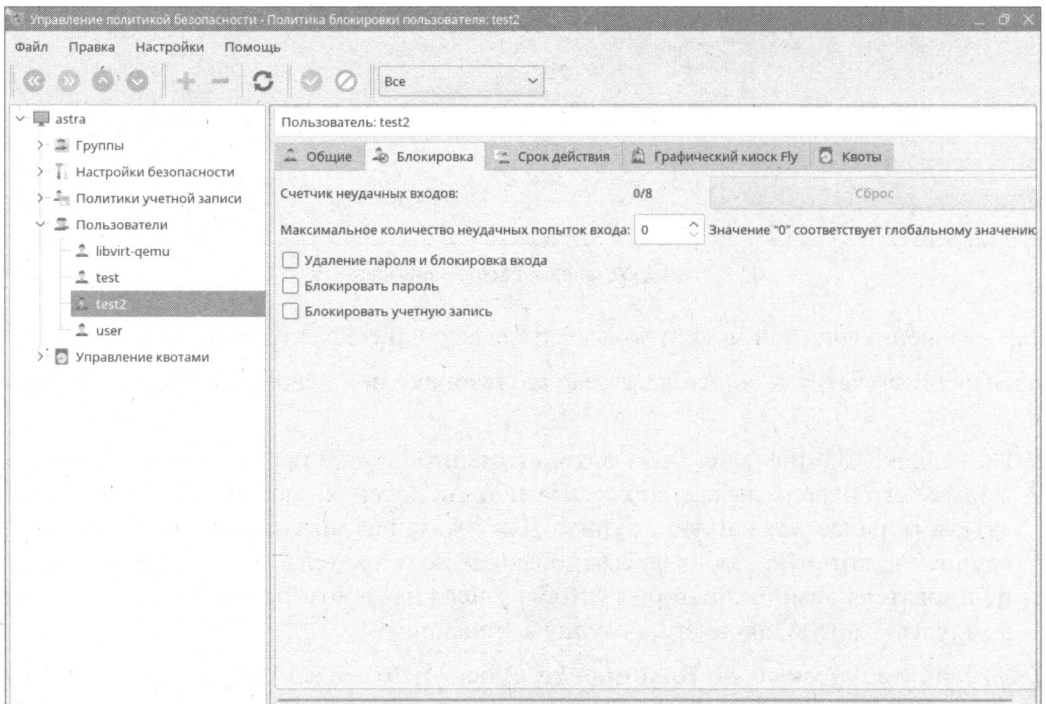 Управление политикой безопасности - Политика блокировки пользователя: test2
Файл Правка Настройки Помощь
Все
astra
Группы
Настройки безопасности
Политики учетной записи
Пользователи
libvirt-qemu
test
test2
user
Управление квотами
Пользователь: test2
Общие Блокировка Срок действия Графический киоск Fly Квоты
Счетчик неудачных входов: 0/8 Сброс
Максимальное количество неудачных попыток входа: 0 Значение "0" соответствует глобальному значению
Удаление пароля и блокировка входа
Блокировать пароль
Блокировать учетную запись